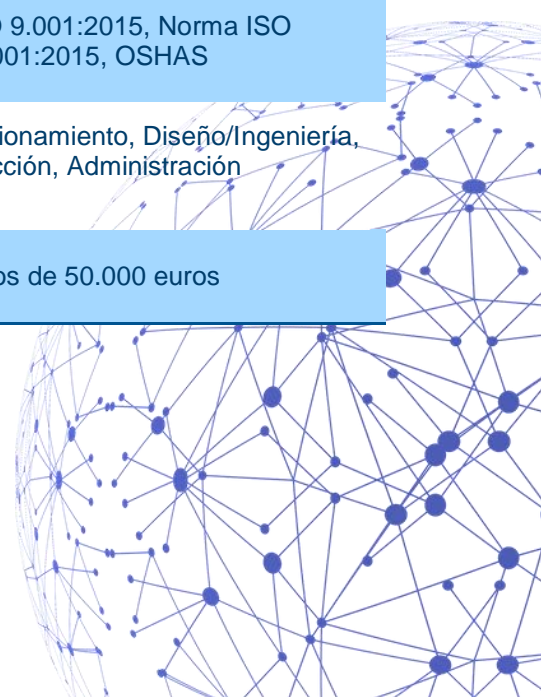 9.001:2015, Norma ISO
001:2015, OSHAS
ionamiento, Diseño/Ingeniería,
cción, Administración
os de 50.000 euros